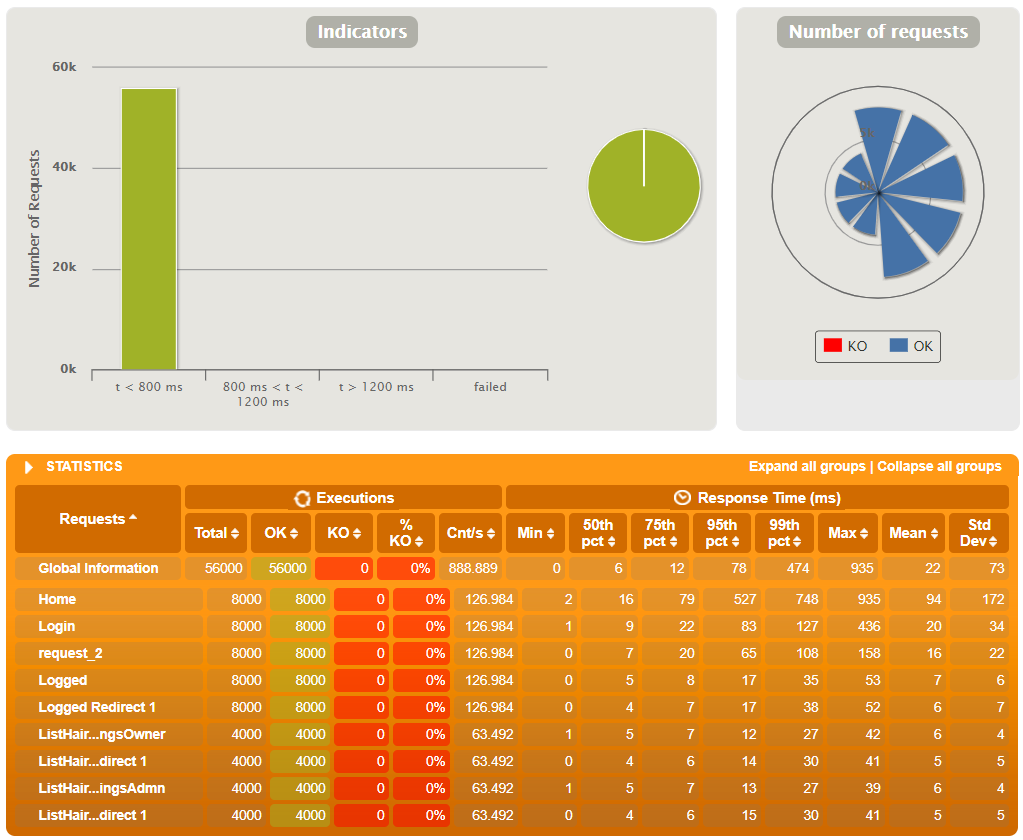 Indicators
60k
40k
20k
0k
Number of Requests
t < 800 ms
800 ms < t <
1200 ms
t > 1200 ms
failed
Number of requests
KO OK
STATISTICS
Expand all groups | Collapse all groups
Requests
Executions
Response Time (ms)
Total OK KO % KO Cnt/s Min 50th pct 75th pct 95th pct 99th pct Max Mean Std Dev
Global Information 56000 56000 0 0% 888.889 0 6 12 78 474 935 22 73
Home 8000 8000 0 0% 126.984 2 16 79 527 748 935 94 172
Login 8000 8000 0 0% 126.984 1 9 22 83 127 436 20 34
request_2 8000 8000 0 0% 126.984 0 7 20 65 108 158 16 22
Logged 8000 8000 0 0% 126.984 0 5 8 17 35 53 7 6
Logged Redirect 1 8000 8000 0 0% 126.984 0 4 7 17 38 52 6 7
ListHair...ngsOwner 4000 4000 0 0% 63.492 1 5 7 12 27 42 6 4
ListHair...direct 1 4000 4000 0 0% 63.492 0 4 6 14 30 41 5 5
ListHair...ingsAdmn 4000 4000 0 0% 63.492 1 5 7 13 27 39 6 4
ListHair...direct 1 4000 4000 0 0% 63.492 0 4 6 15 30 41 5 5